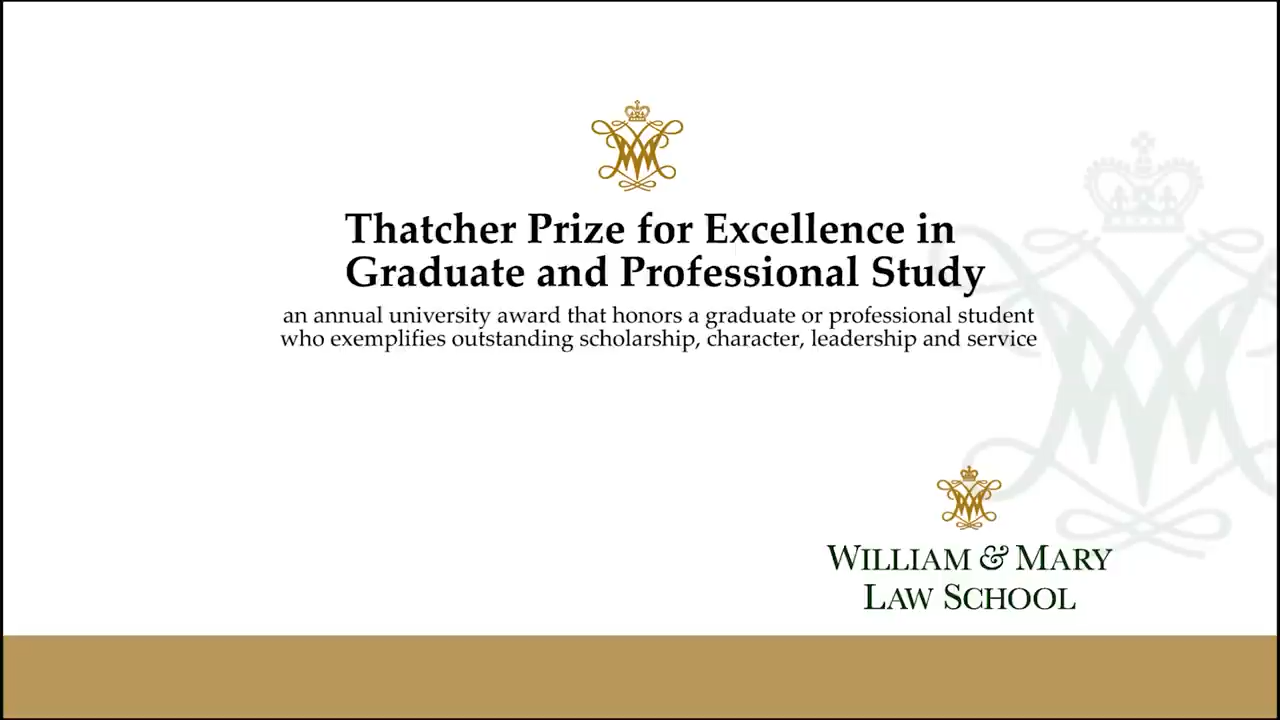 Thatcher Prize for Excellence in
Graduate and Professional Study
an annual university award that honors a graduate or professional student
who exemplifies outstanding scholarship, character, leadership and service
WILLIAM & MARY
LAW SCHOOL